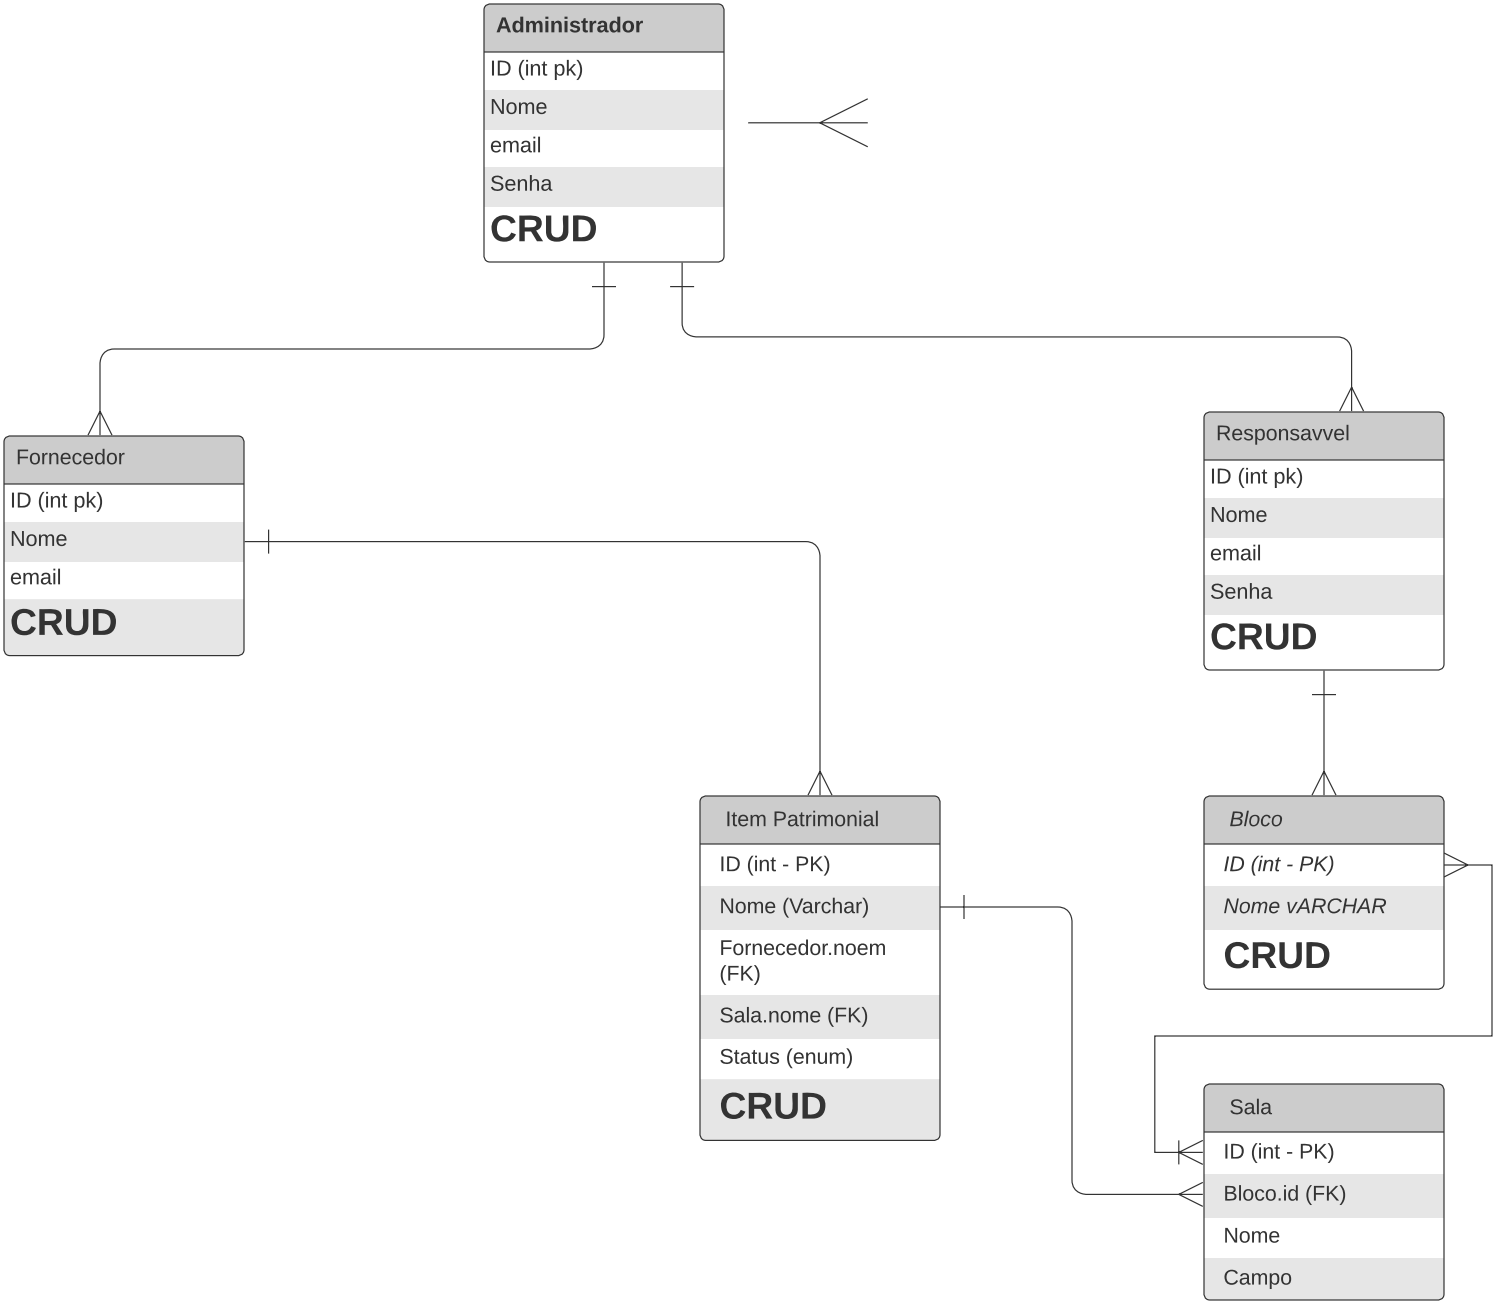 Administrador
ID (int pk)
Nome
email
Senha
CRUD
Fornecedor
ID (int pk)
Nome
email
CRUD
Responsavvel
ID (int pk)
Nome
email
Senha
CRUD
Item Patrimonial
ID (int - PK)
Nome (Varchar)
Fornecedor.noem
(FK)
Sala.nome (FK)
Status (enum)
CRUD
Bloco
ID (int - PK)
Nome vARCHAR
CRUD
Sala
ID (int - PK)
Bloco.id (FK)
Nome
Campo